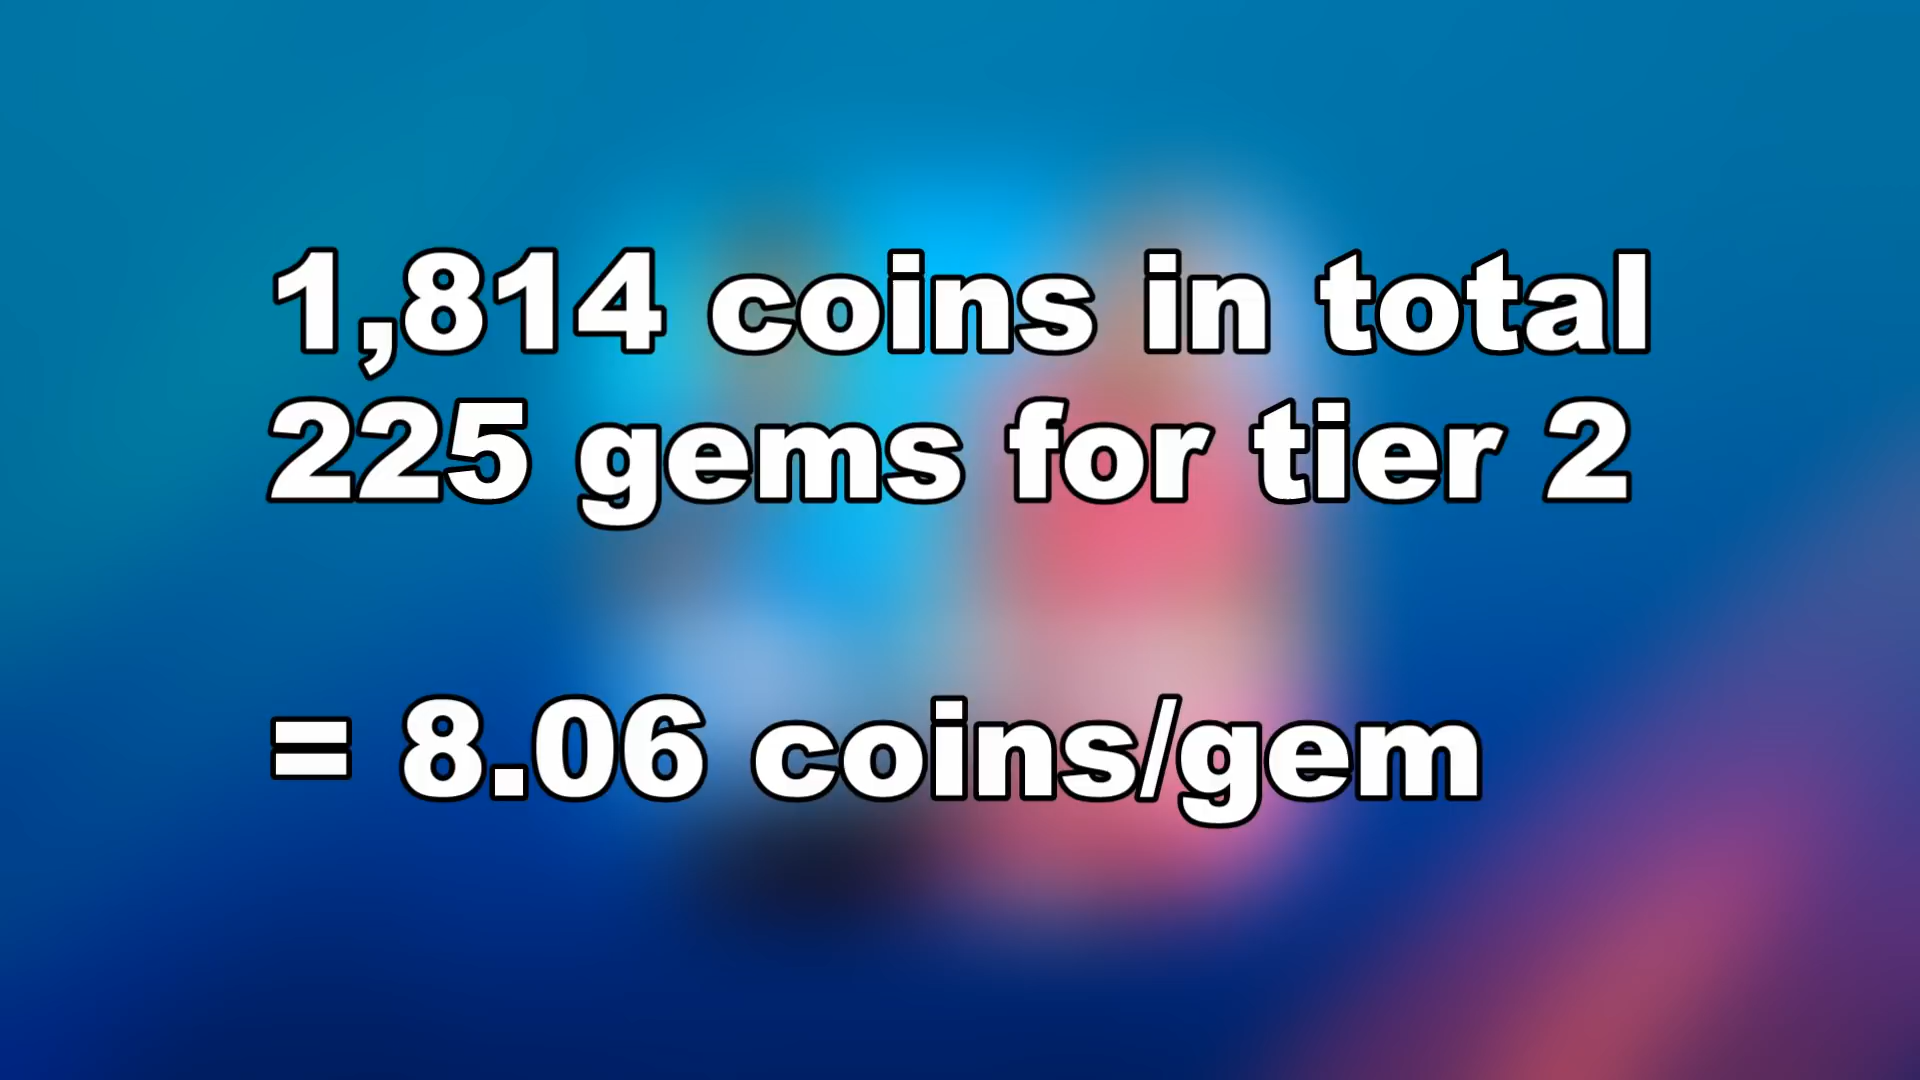 1,814 coins in total
225 gems for tier 2
= 8.06 coins/gem